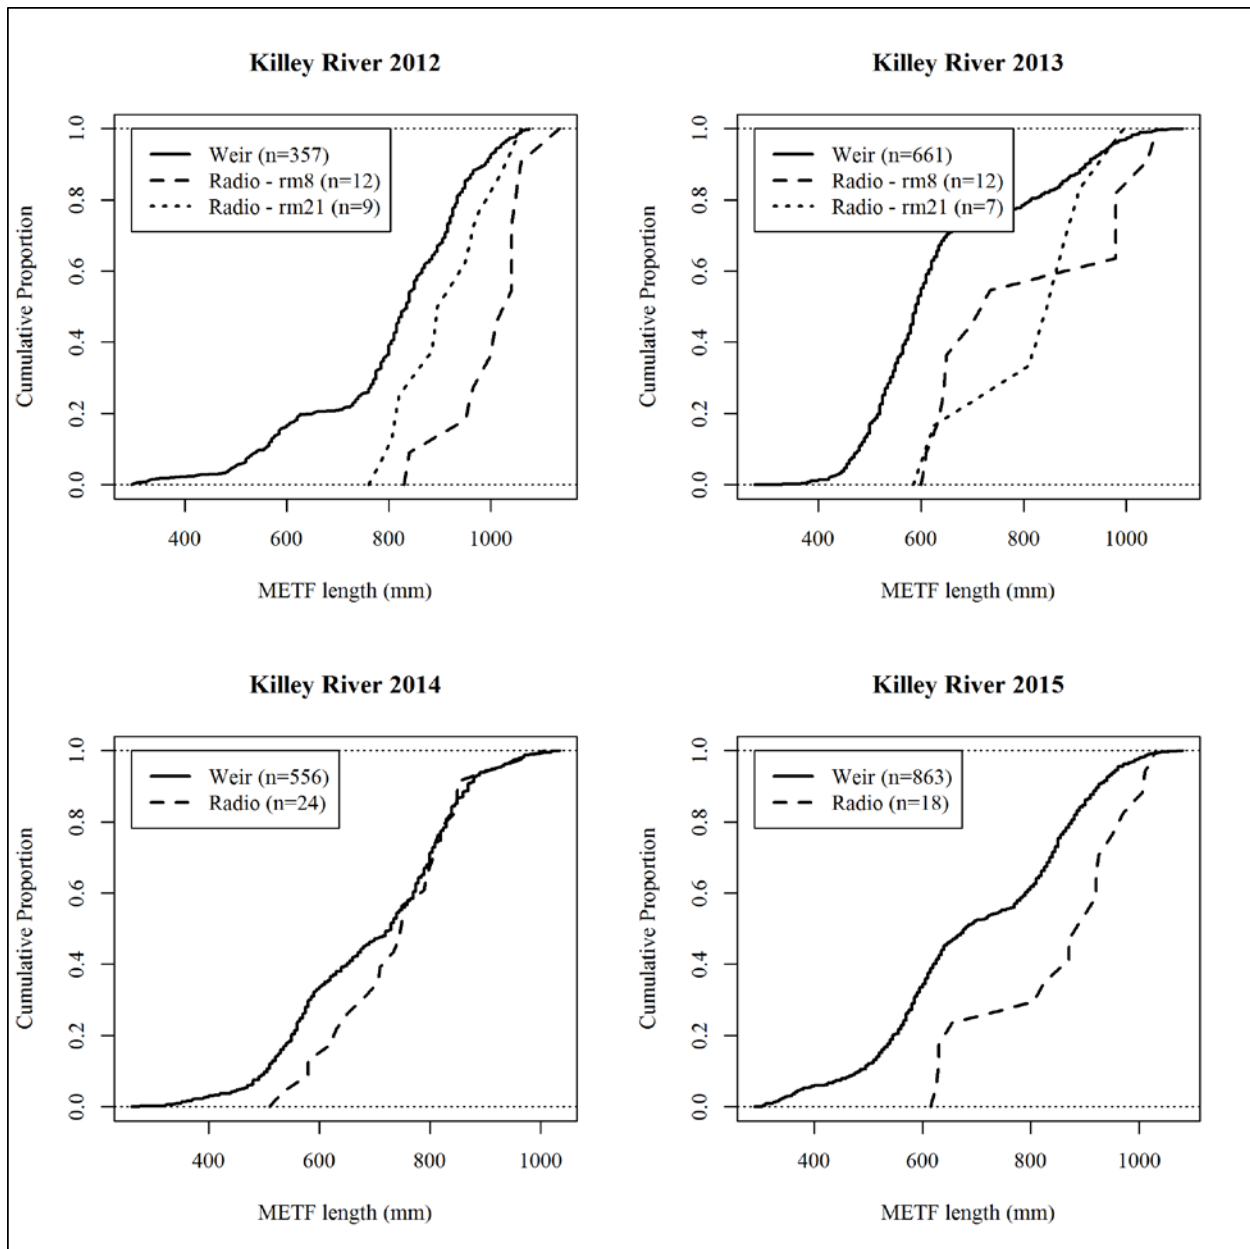 Killey River 2012
Cumulative Proportion
1.0
0.8
0.6
0.4
0.2
0.0
Weir (n=357)
Radio - rm8 (n=12)
Radio - rm21 (n=9)
400 600 800 1000
METF length (mm)
Killey River 2013
Cumulative Proportion
1.0
0.8
0.6
0.4
0.2
0.0
Weir (n=661)
Radio - rm8 (n=12)
Radio - rm21 (n=7)
400 600 800 1000
METF length (mm)
Killey River 2014
Cumulative Proportion
1.0
0.8
0.6
0.4
0.2
0.0
Weir (n=556)
Radio (n=24)
400 600 800 1000
METF length (mm)
Killey River 2015
Cumulative Proportion
1.0
0.8
0.6
0.4
0.2
0.0
Weir (n=863)
Radio (n=18)
400 600 800 1000
METF length (mm)